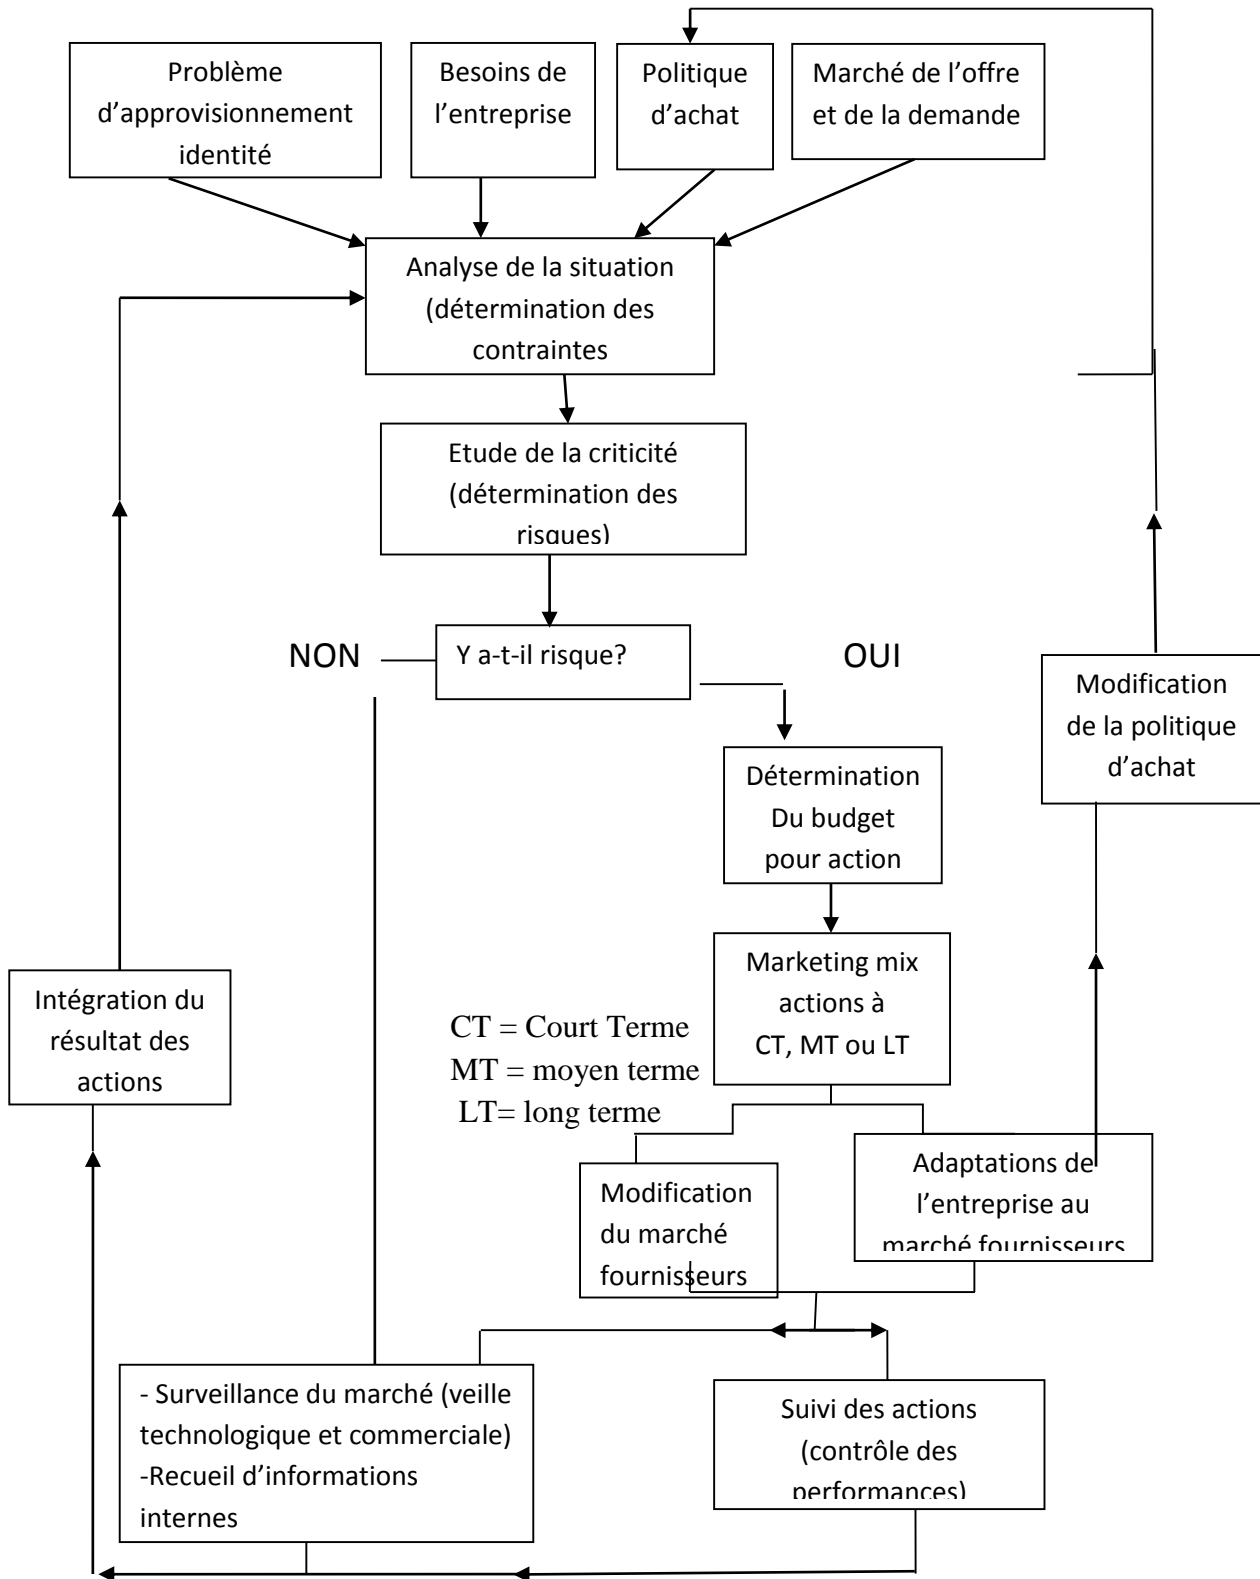 Problème
d'approvisionnement
identité
Besoins de
l'entreprise
Politique
d'achat
Marché de l'offre
et de la demande
Analyse de la situation
(détermination des
contraintes
Etude de la criticité
(détermination des
risques)
NON
Y a-t-il risque?
OUI
Modification
de la politique
d'achat
Détermination
Du budget
pour action
Marketing mix
actions à
CT, MT ou LT
Intégration du
résultat des
actions
CT = Court Terme
MT = moyen terme
LT= long terme
Modification
du marché
fournisseurs
Adaptations de
l'entreprise au
marché fournisseurs
- Surveillance du marché (veille
technologique et commerciale)
-Recueil d'informations
internes
Suivi des actions
(contrôle des
performances)